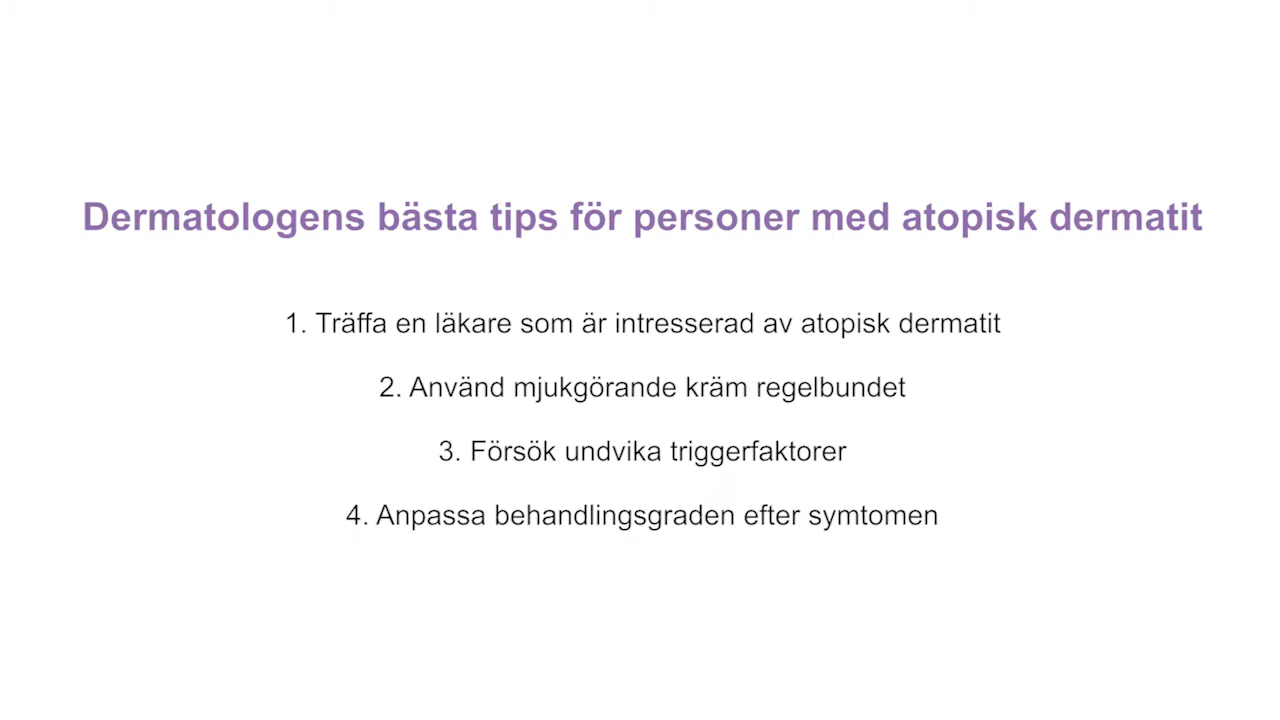 Dermatologens bästa tips för personer med atopisk dermatit
1. Träffa en läkare som är intresserad av atopisk dermatit
2. Använd mjukgörande kräm regelbundet
3. Försök undvika triggerfaktorer
4. Anpassa behandlingsgraden efter symtomen